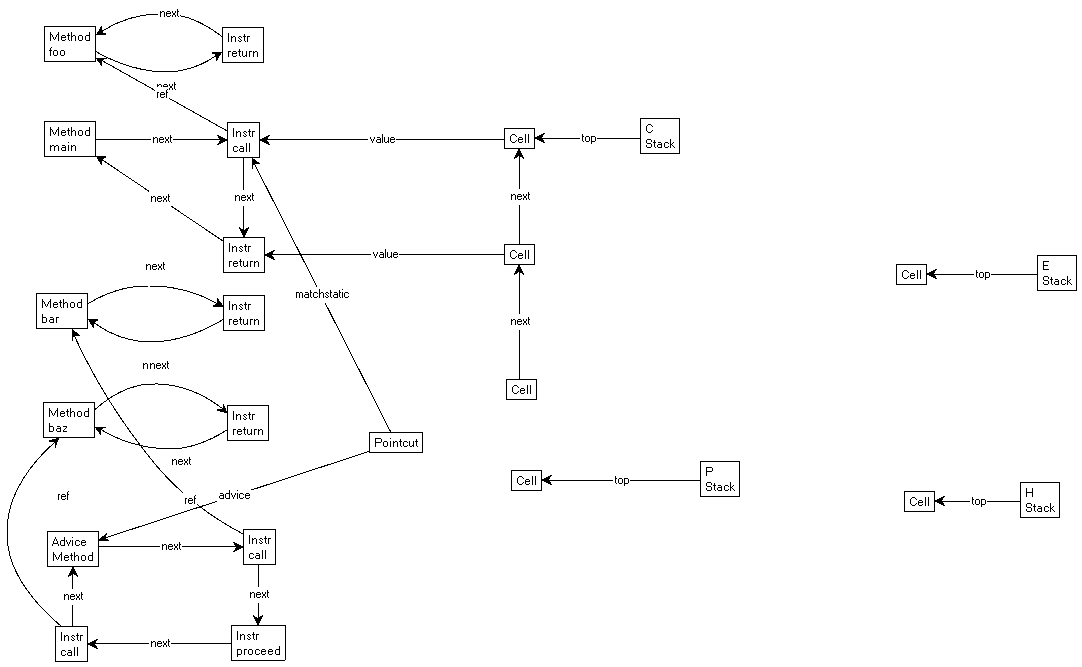 next
Method
foo
Instr
return
next
ref
Method
main
next
Instr
call
value
Cell
top
C
Stack
next
next
next
Instr
return
value
Cell
next
Method
bar
Instr
return
matchstatic
next
Cell
top
E
Stack
nnext
Cell
Method
baz
Instr
return
Pointcut
next
ref
ref
advice
Cell
top
P
Stack
Cell
top
H
Stack
Advice
Method
next
Instr
call
next
next
Instr
call
next
Instr
proceed